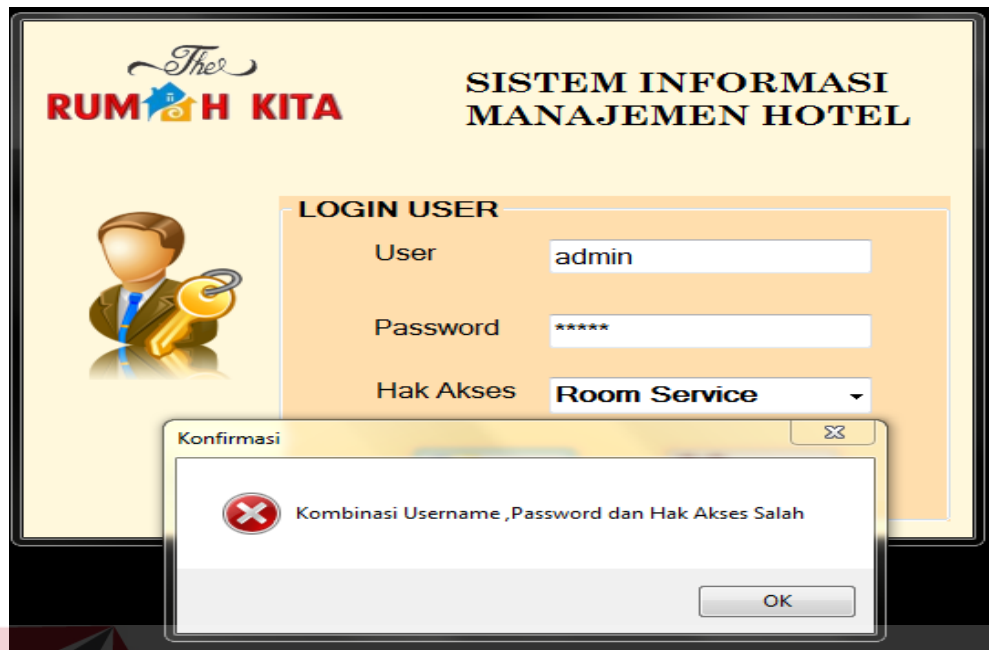 The
RUMAH KITA
SISTEM INFORMASI
MANAJEMEN HOTEL
LOGIN USER
User admin
Password *****
Hak Akses Room Service
Konfirmasi
Kombinasi Username ,Password dan Hak Akses Salah
OK